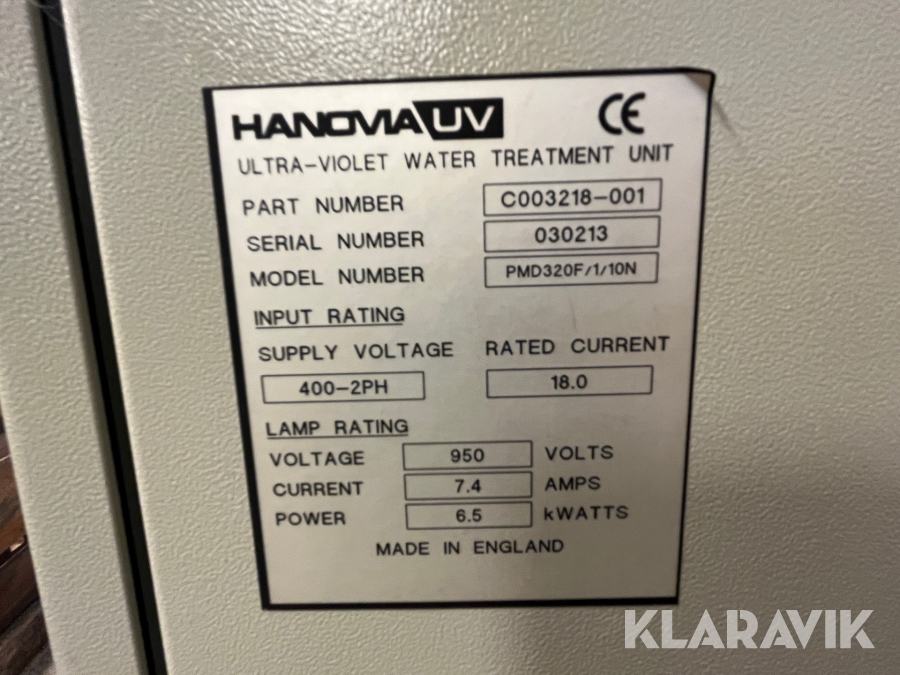 HANOVIA UV CE
ULTRA-VIOLET WATER TREATMENT UNIT
PART NUMBER C003218-001
SERIAL NUMBER 030213
MODEL NUMBER PMD320F/1/10N
INPUT RATING
SUPPLY VOLTAGE RATED CURRENT
400-2PH 18.0
LAMP RATING
VOLTAGE 950 VOLTS
CURRENT 7.4 AMPS
POWER 6.5 kWATTS
MADE IN ENGLAND
KLARAVIK